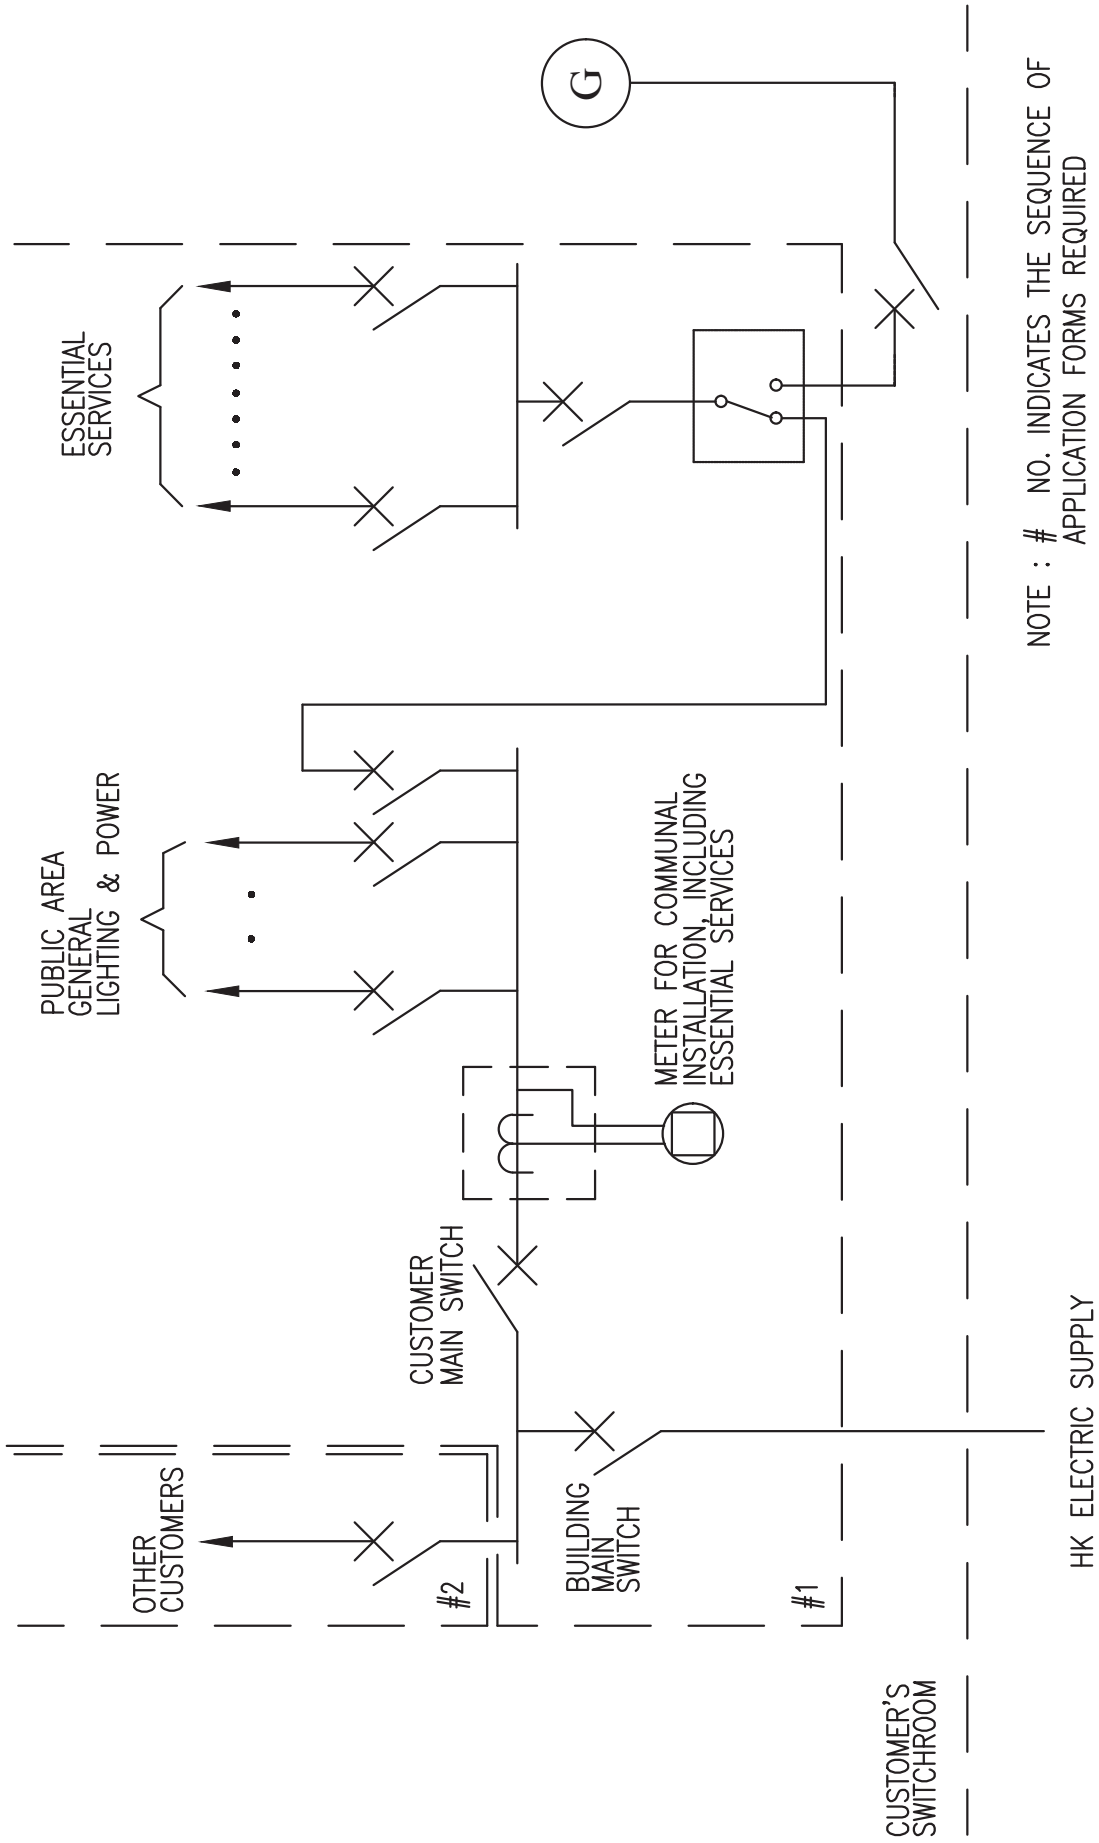 OTHER
CUSTOMERS
PUBLIC AREA
GENERAL
LIGHTING & POWER
ESSENTIAL
SERVICES
CUSTOMER
MAIN SWITCH
#2
BUILDING
MAIN
SWITCH
METER FOR COMMUNAL
INSTALLATION, INCLUDING
ESSENTIAL SERVICES
G
#1
CUSTOMER'S
SWITCHROOM
HK ELECTRIC SUPPLY
NOTE : # NO. INDICATES THE SEQUENCE OF
APPLICATION FORMS REQUIRED